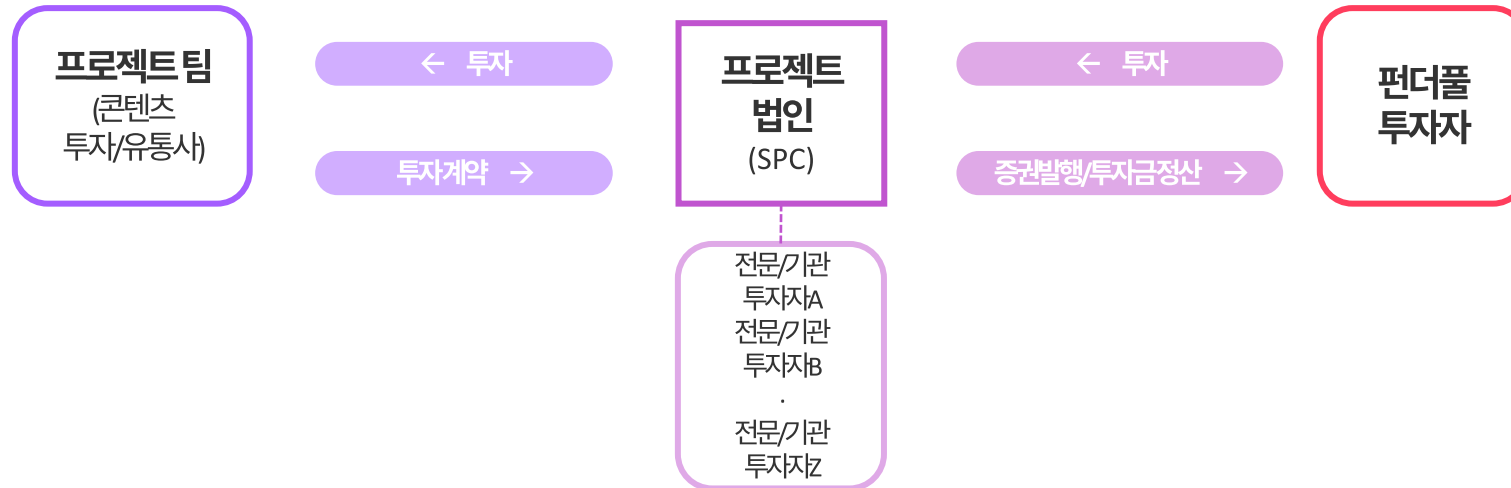 프로젝트 팀
(콘텐츠
투자/유통사)
← 투자
투자계약 →
프로젝트
법인
(SPC)
← 투자
증권발행/투자금정산 →
펀더풀
투자자
전문/기관
투자자A
전문/기관
투자자B
.
전문/기관
투자자Z